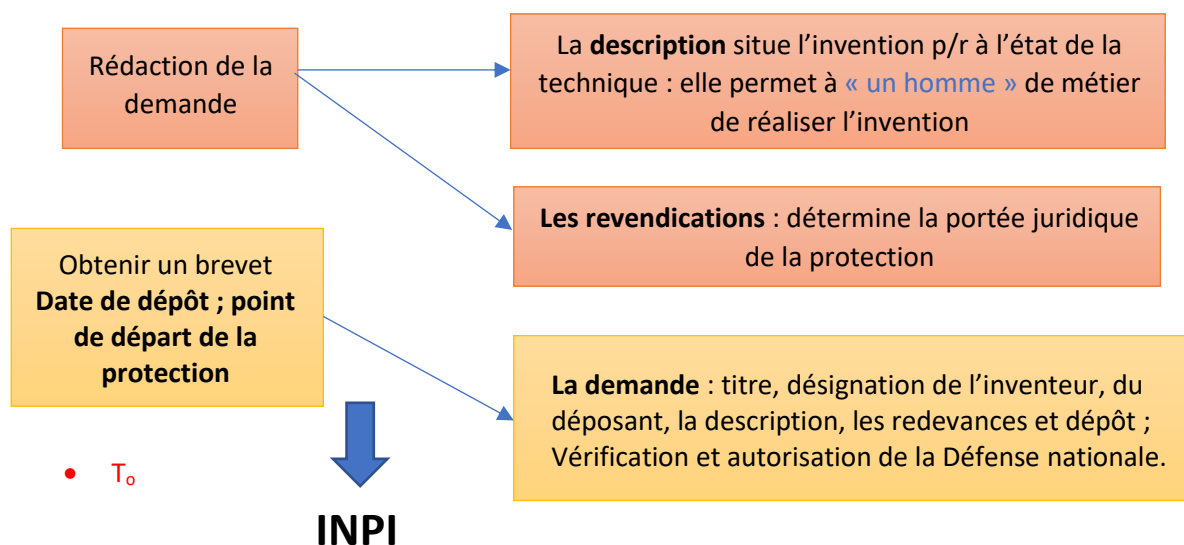 Rédaction de la
demande
La description situe l’invention p/r à l’état de la
technique : elle permet à « un homme » de métier
de réaliser l’invention
Les revendications : détermine la portée juridique
de la protection
Obtenir un brevet
Date de dépôt ; point
de départ de la
protection
La demande : titre, désignation de l’inventeur, du
déposant, la description, les redevances et dépôt ;
Vérification et autorisation de la Défense nationale.
• To
INPI